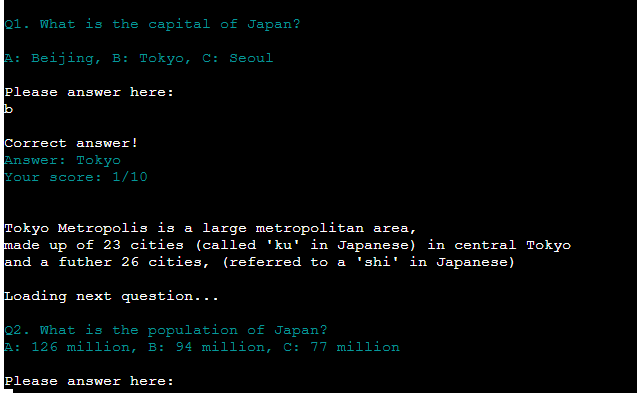 Q1. What is the capital of Japan?
A: Beijing, B: Tokyo, C: Seoul
Please answer here:
b
Correct answer!
Answer: Tokyo
Your score: 1/10
Tokyo Metropolis is a large metropolitan area,
made up of 23 cities (called 'ku' in Japanese) in central Tokyo
and a futher 26 cities, (referred to a 'shi' in Japanese)
Loading next question...
Q2. What is the population of Japan?
A: 126 million, B: 94 million, C: 77 million
Please answer here: